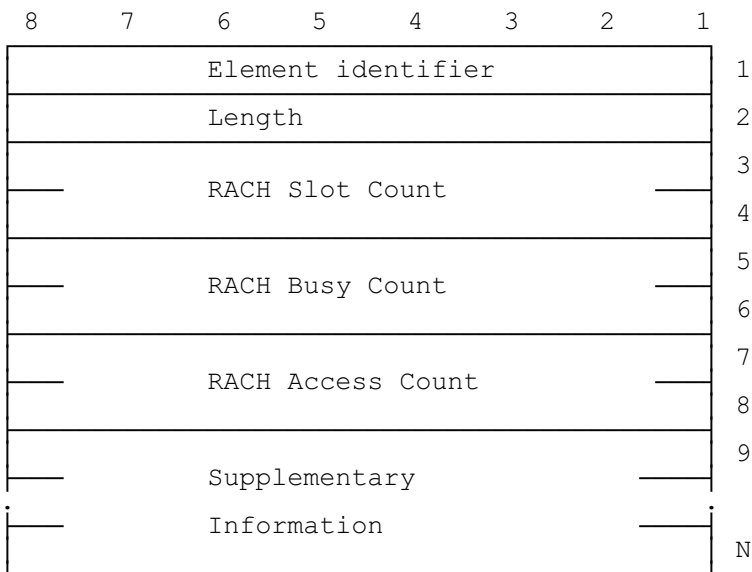 8 7 6 5 4 3 2 1
Element identifier 1
Length 2
3
RACH Slot Count
4
5
RACH Busy Count
6
7
RACH Access Count
8
9
Supplementary
Information
N